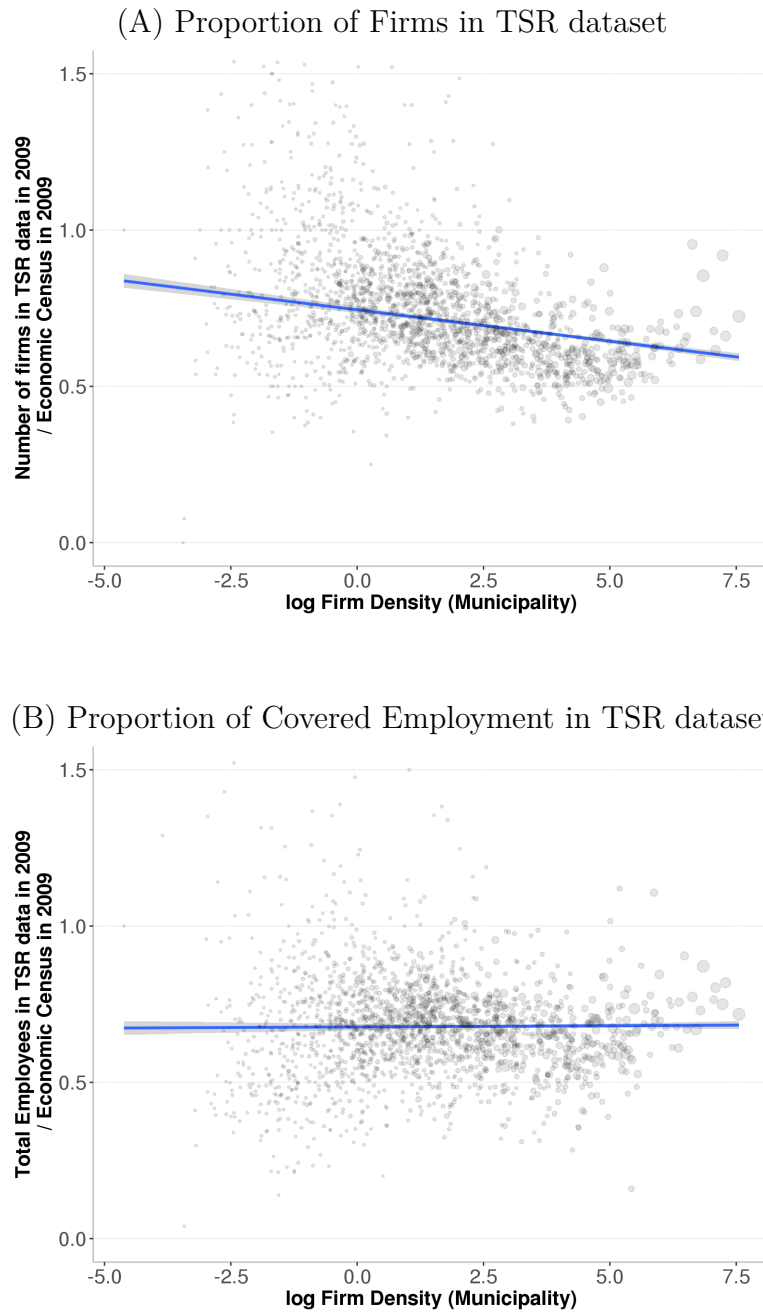 (A) Proportion of Firms in TSR dataset
Number of firms in TSR data in 2009
/ Economic Census in 2009
1.5
1.0
0.5
0.0
-5.0 -2.5 0.0 2.5 5.0 7.5
log Firm Density (Municipality)
(B) Proportion of Covered Employment in TSR datase
Total Employees in TSR data in 2009
/ Economic Census in 2009
1.5
1.0
0.5
0.0
-5.0 -2.5 0.0 2.5 5.0 7.5
log Firm Density (Municipality)